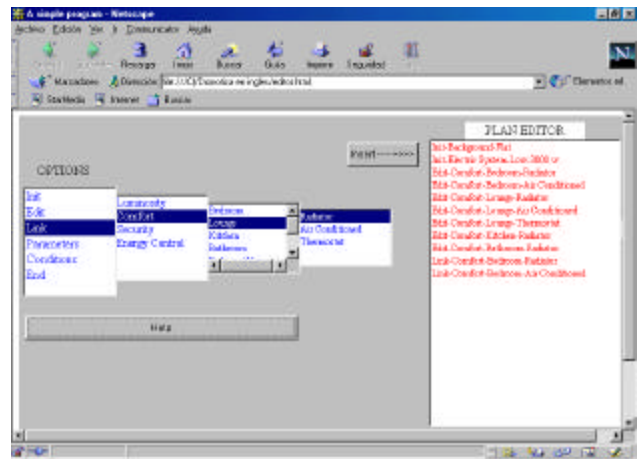 A simple program - Netscape
Archivo Edición Ver Ir Communicator Ayuda
Recargar Inicio Buscar Guía Imprimir Seguridad
Marcadores Dirección
StarMedia Internet Buscar
PLAN EDITOR
Insert
OPTIONS
Init
Edit
Link
Parameters
Conditions
End
Luminosity
Comfort
Security
Energy Control
Bedroom
Lounge
Kitchen
Bathroom
Radiator
Air Conditioned
Thermostat
Help
Init-Background-Flat
Init-Electric System-Low 3000 w
Edit-Comfort-Bedroom-Radiator
Edit-Comfort-Bedroom-Air Conditioned
Edit-Comfort-Lounge-Radiator
Edit-Comfort-Lounge-Air Conditioned
Edit-Comfort-Lounge-Thermostat
Edit-Comfort-Kitchen-Radiator
Edit-Comfort-Bathroom-Radiator
Link-Comfort-Bedroom-Radiator
Link-Comfort-Bedroom-Air Conditioned